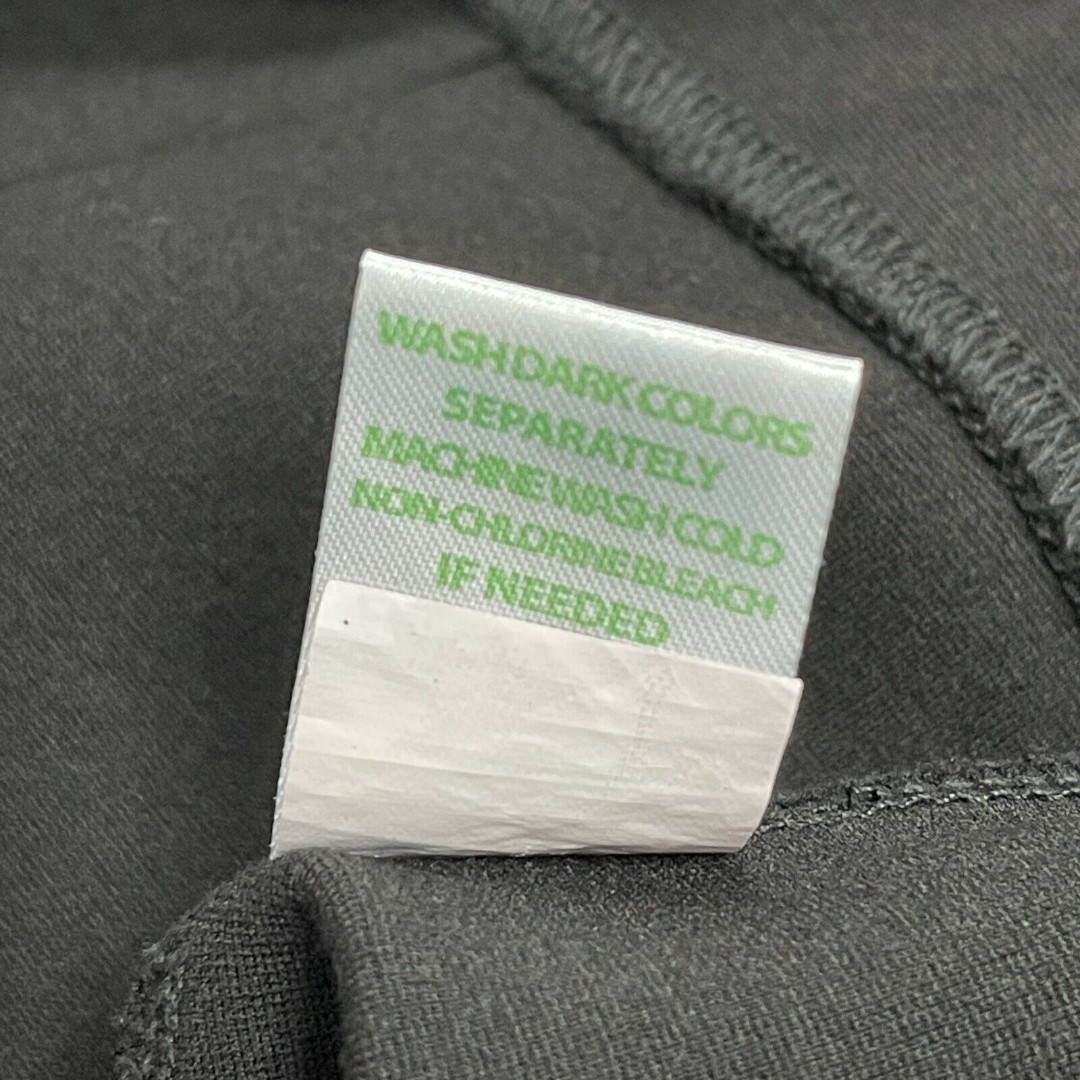 WASH DARK COLORS
SEPARATELY
MACHINE WASH COLD
NON-CHLORINE BLEACH
IF NEEDED